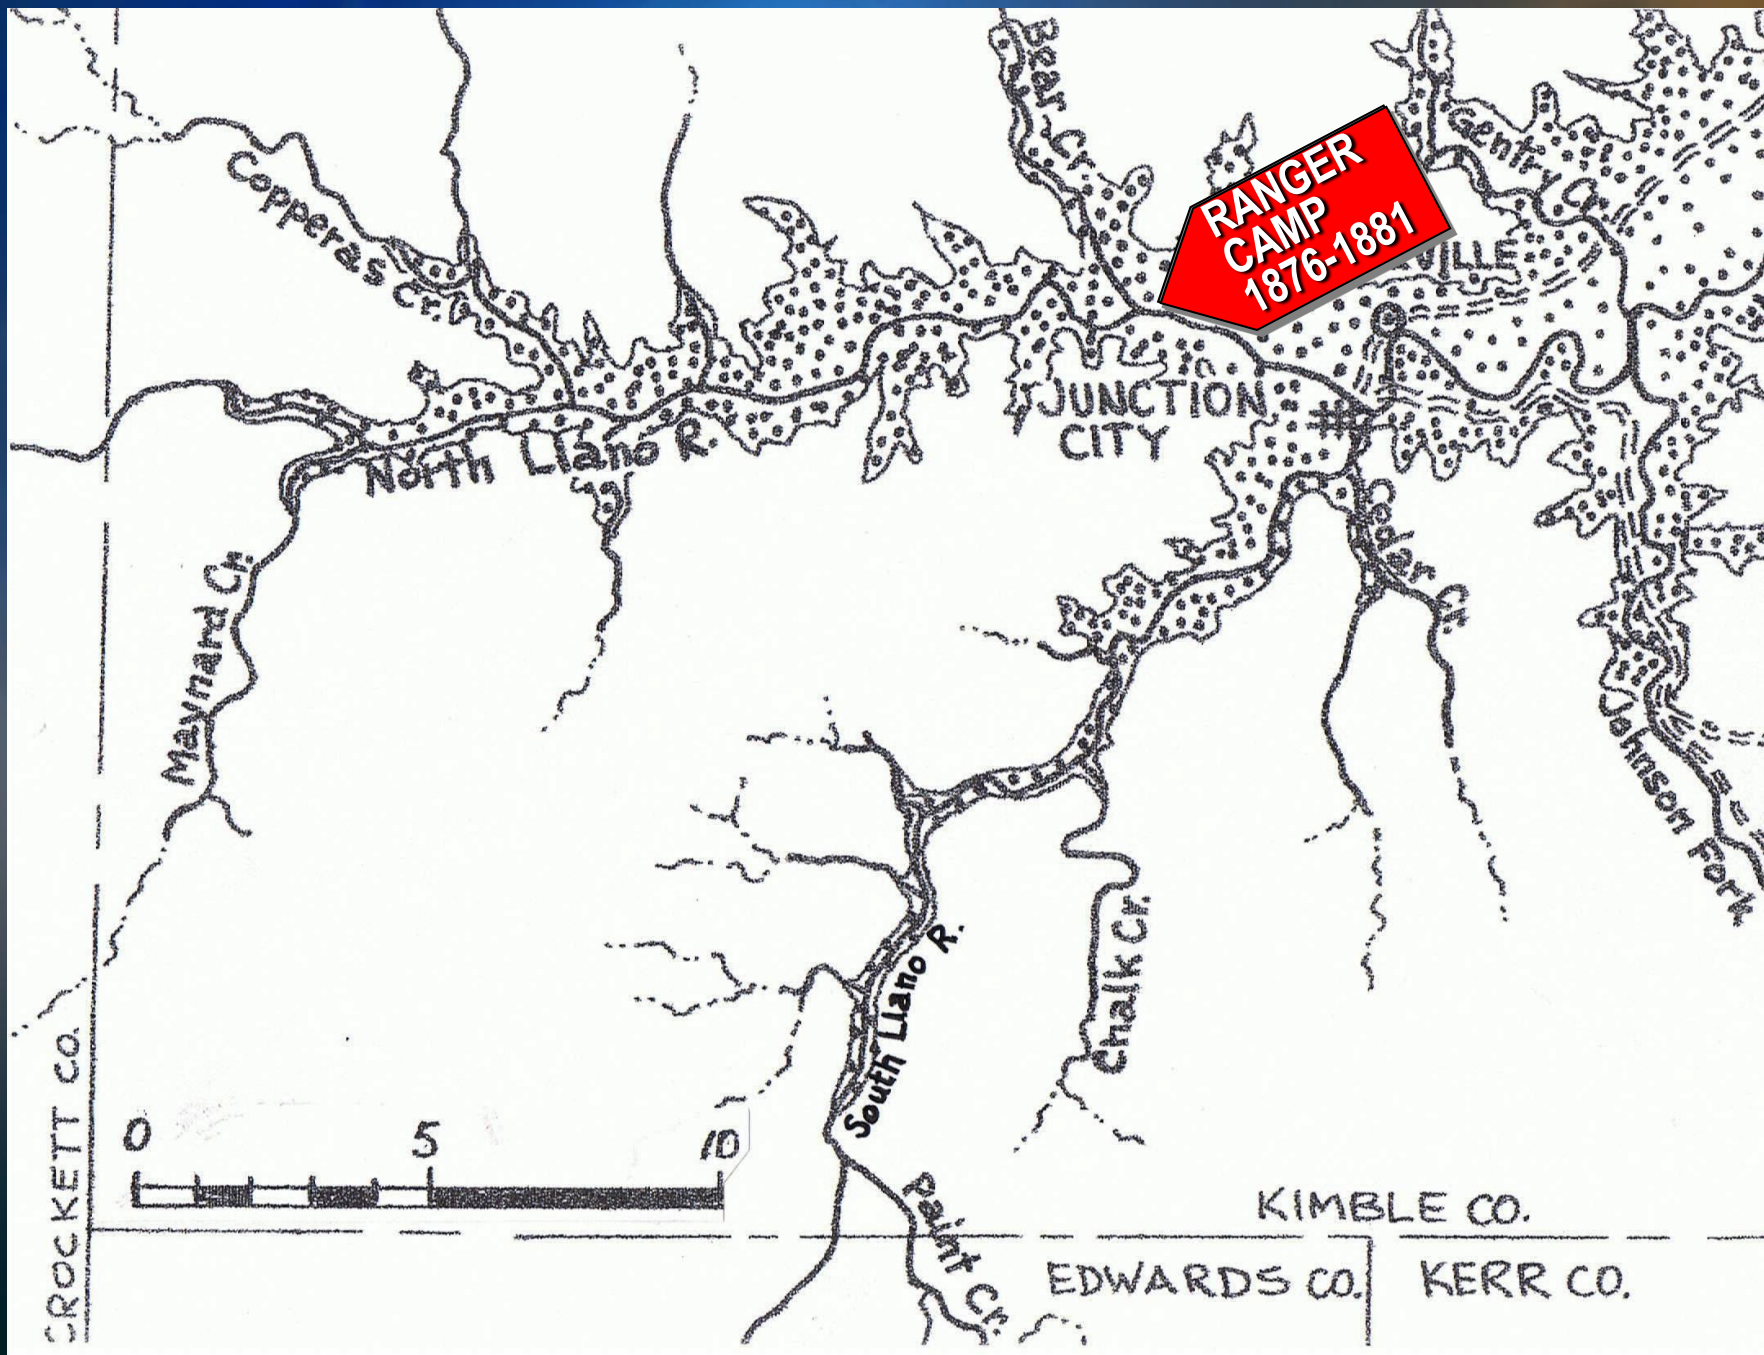 Bear Cr.
Gentry Cr.
RANGER
CAMP
1876-1881
VILLE
Copperas Cr.
JUNCTION
CITY
North Llano R.
Cedar Cr.
Maynard Cr.
Johnson Fork
Chalk Cr.
South Llano R.
CROCKETT CO.
0 5 10
Paint Cr.
KIMBLE CO.
EDWARDS CO.
KERR CO.